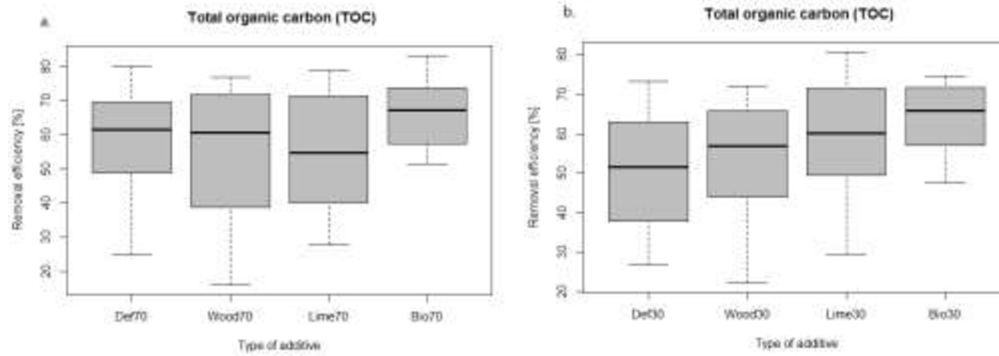 a.
Total organic carbon (TOC)
Removal efficiency [%]
80
70
60
50
40
30
20
Def70
Wood70
Lime70
Bio70
Type of additive
b.
Total organic carbon (TOC)
Removal efficiency [%]
80
70
60
50
40
30
20
Def30
Wood30
Lime30
Bio30
Type of additive